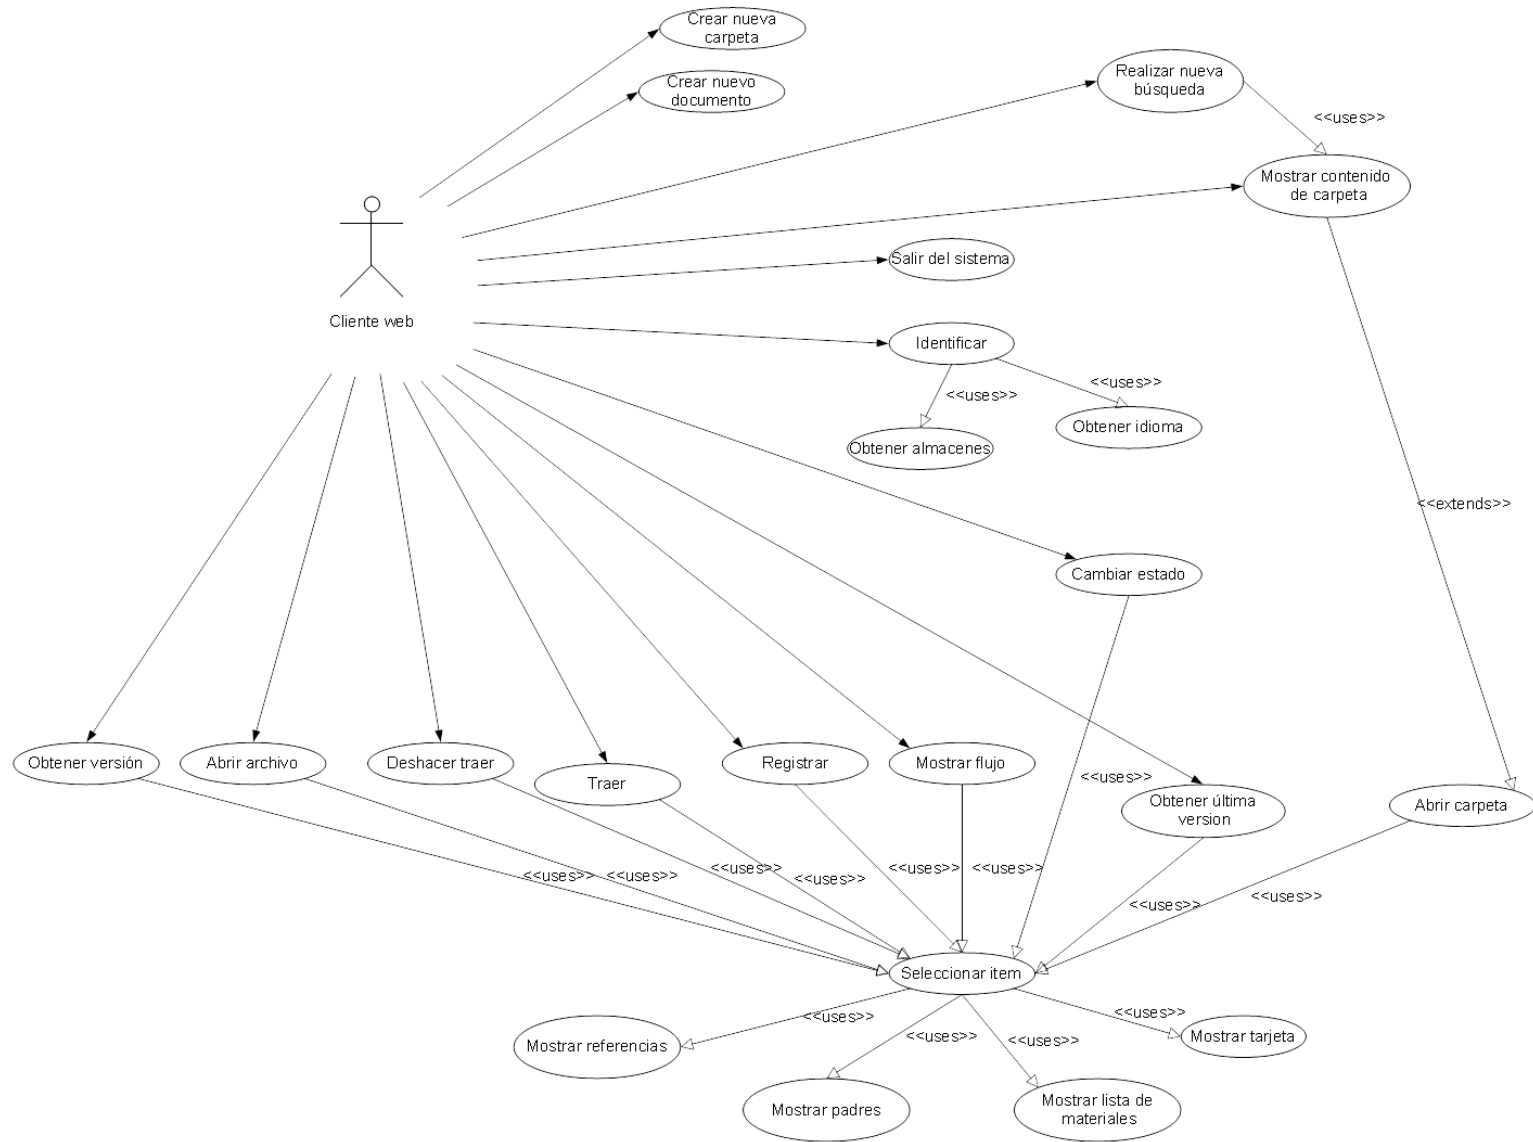 Crear nueva
carpeta
Crear nuevo
documento
Realizar nueva
búsqueda
<<uses>>
Mostrar contenido
de carpeta
Salir del sistema
Cliente web
Identificar
<<uses>>
<<uses>>
Obtener almacenes
Obtener idioma
<<extends>>
Cambiar estado
Obtener versión
Abrir archivo
Deshacer traer
Traer
Registrar
Mostrar flujo
<<uses>>
Obtener última
version
Abrir carpeta
<<uses>>
<<uses>>
<<uses>>
<<uses>>
<<uses>>
<<uses>>
<<uses>>
<<uses>>
Seleccionar item
<<uses>>
<<uses>>
<<uses>>
<<uses>>
Mostrar referencias
Mostrar tarjeta
Mostrar padres
Mostrar lista de
materiales